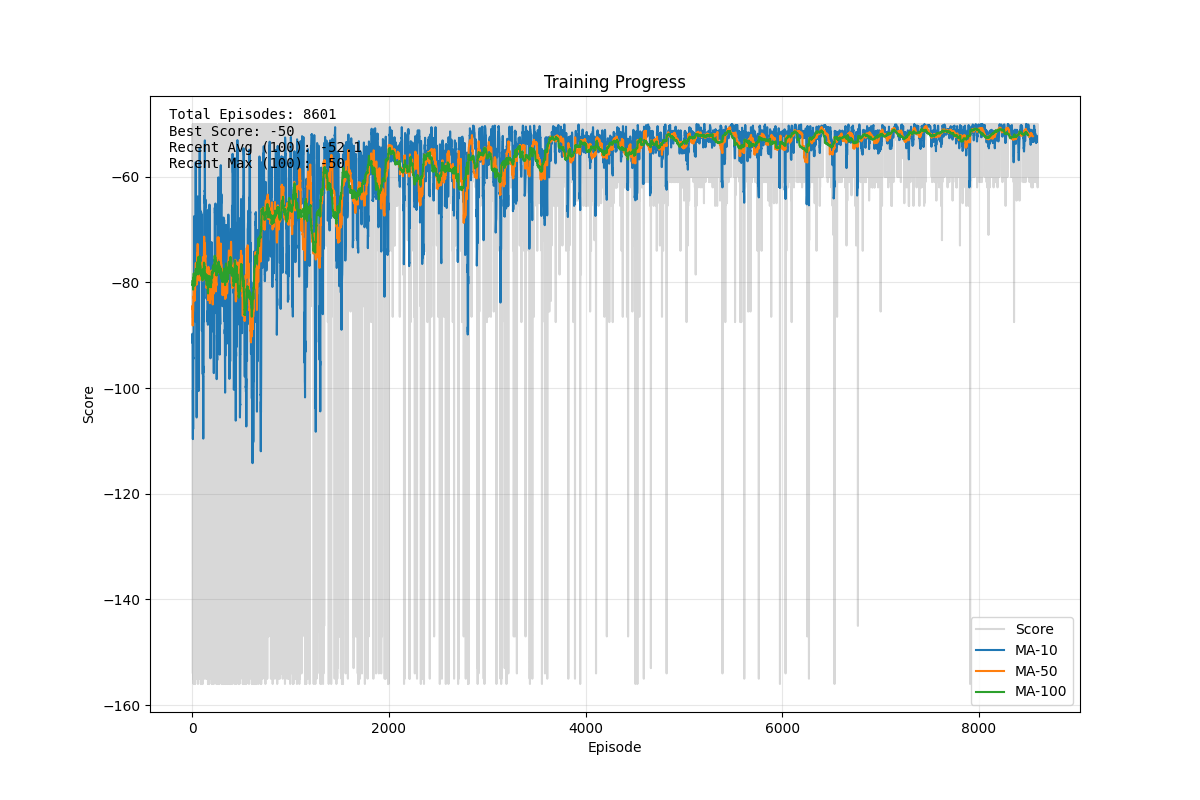 Training Progress
Total Episodes: 8601
Best Score: -50
Recent Avg (100): -52.1
Recent Max (100): -50
−60
−80
−100
−120
−140
−160
Score
0
2000
4000
6000
8000
Episode
Score
MA-10
MA-50
MA-100